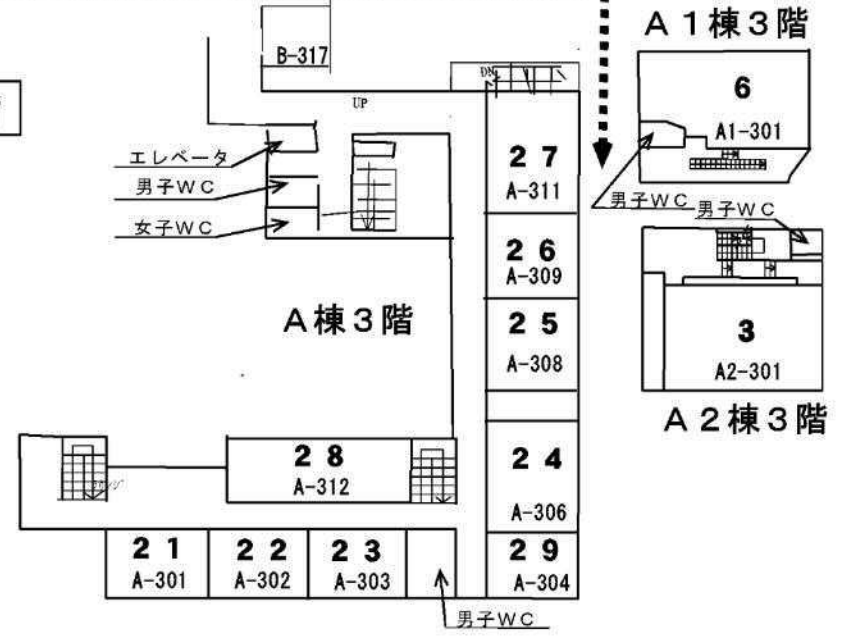 A１棟３階
B-317
DN
6
UP
A1-301
エレベータ
２７
男子WC
A-311
男子WC
男子WC
女子WC
２６
A-309
A棟３階
２５
3
A-308
A2-301
A２棟３階
２８
２４
A-312
A-306
２１
２２
２３
２９
A-301
A-302
A-303
A-304
男子WC